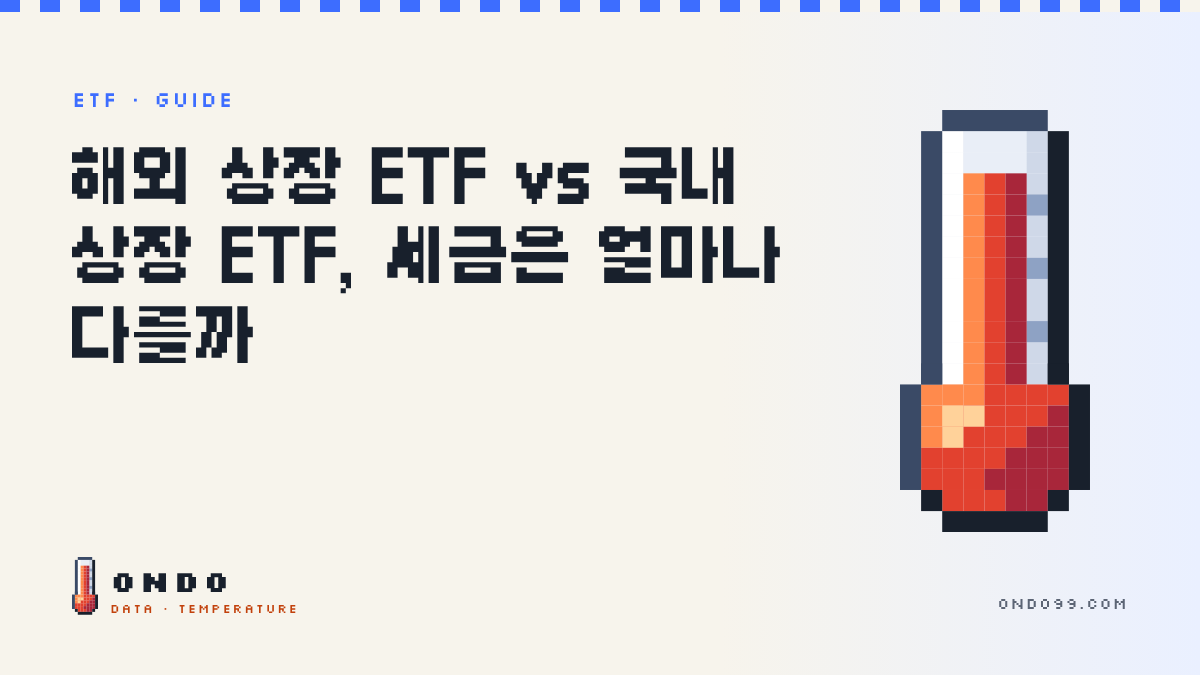 ETF · GUIDE
해외 상장 ETF vs 국내
상장 ETF, 세금은 얼마나
다를까
ONDO
DATA · TEMPERATURE
ONDO99.COM